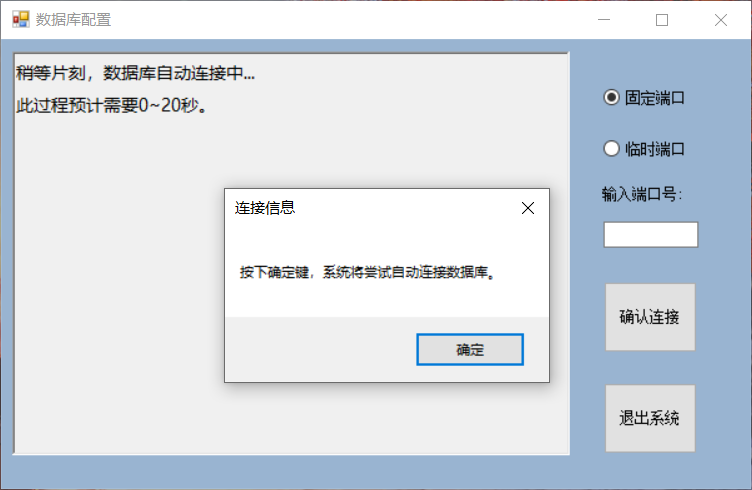 数据库配置
稍等片刻，数据库自动连接中...
此过程预计需要0~20秒。
固定端口
临时端口
输入端口号：
确认连接
退出系统
连接信息
按下确定键，系统将尝试自动连接数据库。
确定